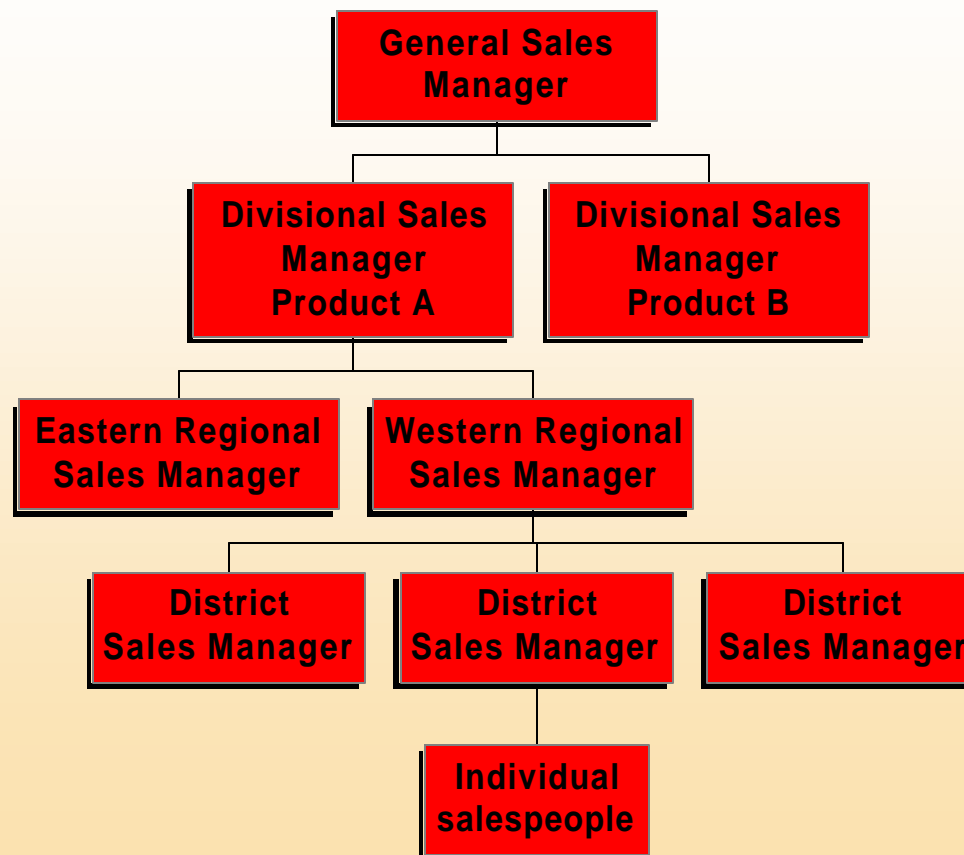 General Sales
Manager
Divisional Sales
Manager
Product A
Divisional Sales
Manager
Product B
Eastern Regional
Sales Manager
Western Regional
Sales Manager
District
Sales Manager
District
Sales Manager
District
Sales Manager
Individual
salespeople